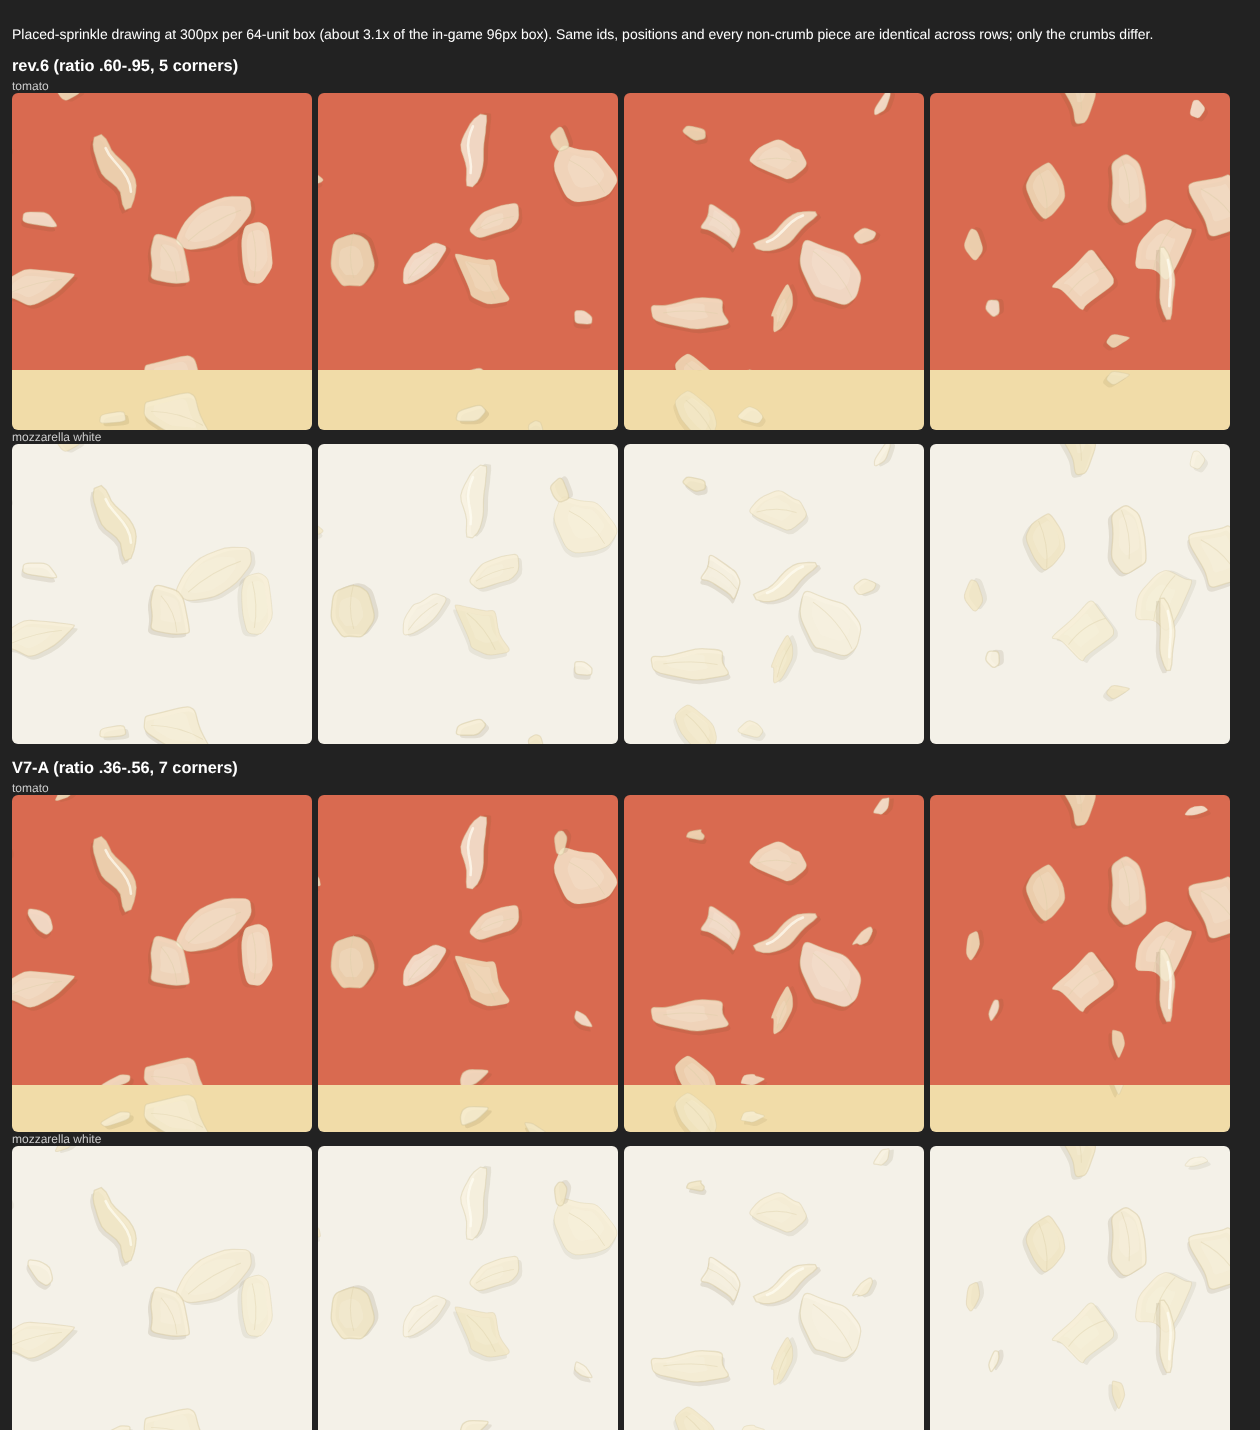 Placed-sprinkle drawing at 300px per 64-unit box (about 3.1x of the in-game 96px box). Same ids, positions and every non-crumb piece are identical across rows; only the crumbs differ.
rev.6 (ratio .60-.95, 5 corners)
tomato
mozzarella white
V7-A (ratio .36-.56, 7 corners)
tomato
mozzarella white